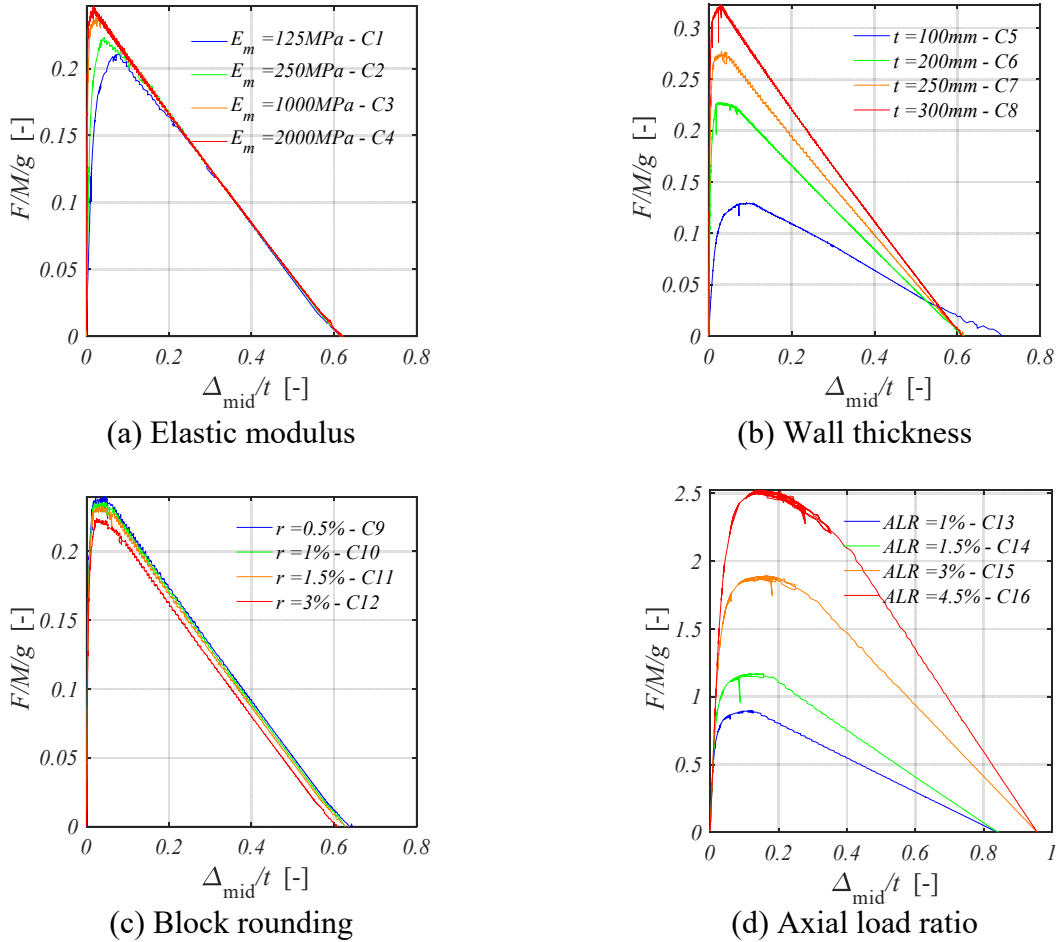 F/M/g [-]
0.2
0.15
0.1
0.05
0
E_m =125MPa - C1
E_m =250MPa - C2
E_m =1000MPa - C3
E_m =2000MPa - C4
0 0.2 0.4 0.6 0.8
Δ_mid/t [-]
(a) Elastic modulus
F/M/g [-]
0.3
0.25
0.2
0.15
0.1
0.05
0
t =100mm - C5
t =200mm - C6
t =250mm - C7
t =300mm - C8
0 0.2 0.4 0.6 0.8
Δ_mid/t [-]
(b) Wall thickness
F/M/g [-]
0.2
0.15
0.1
0.05
0
r =0.5% - C9
r =1% - C10
r =1.5% - C11
r =3% - C12
0 0.2 0.4 0.6 0.8
Δ_mid/t [-]
(c) Block rounding
F/M/g [-]
2.5
2
1.5
1
0.5
0
ALR =1% - C13
ALR =1.5% - C14
ALR =3% - C15
ALR =4.5% - C16
0 0.2 0.4 0.6 0.8 1
Δ_mid/t [-]
(d) Axial load ratio